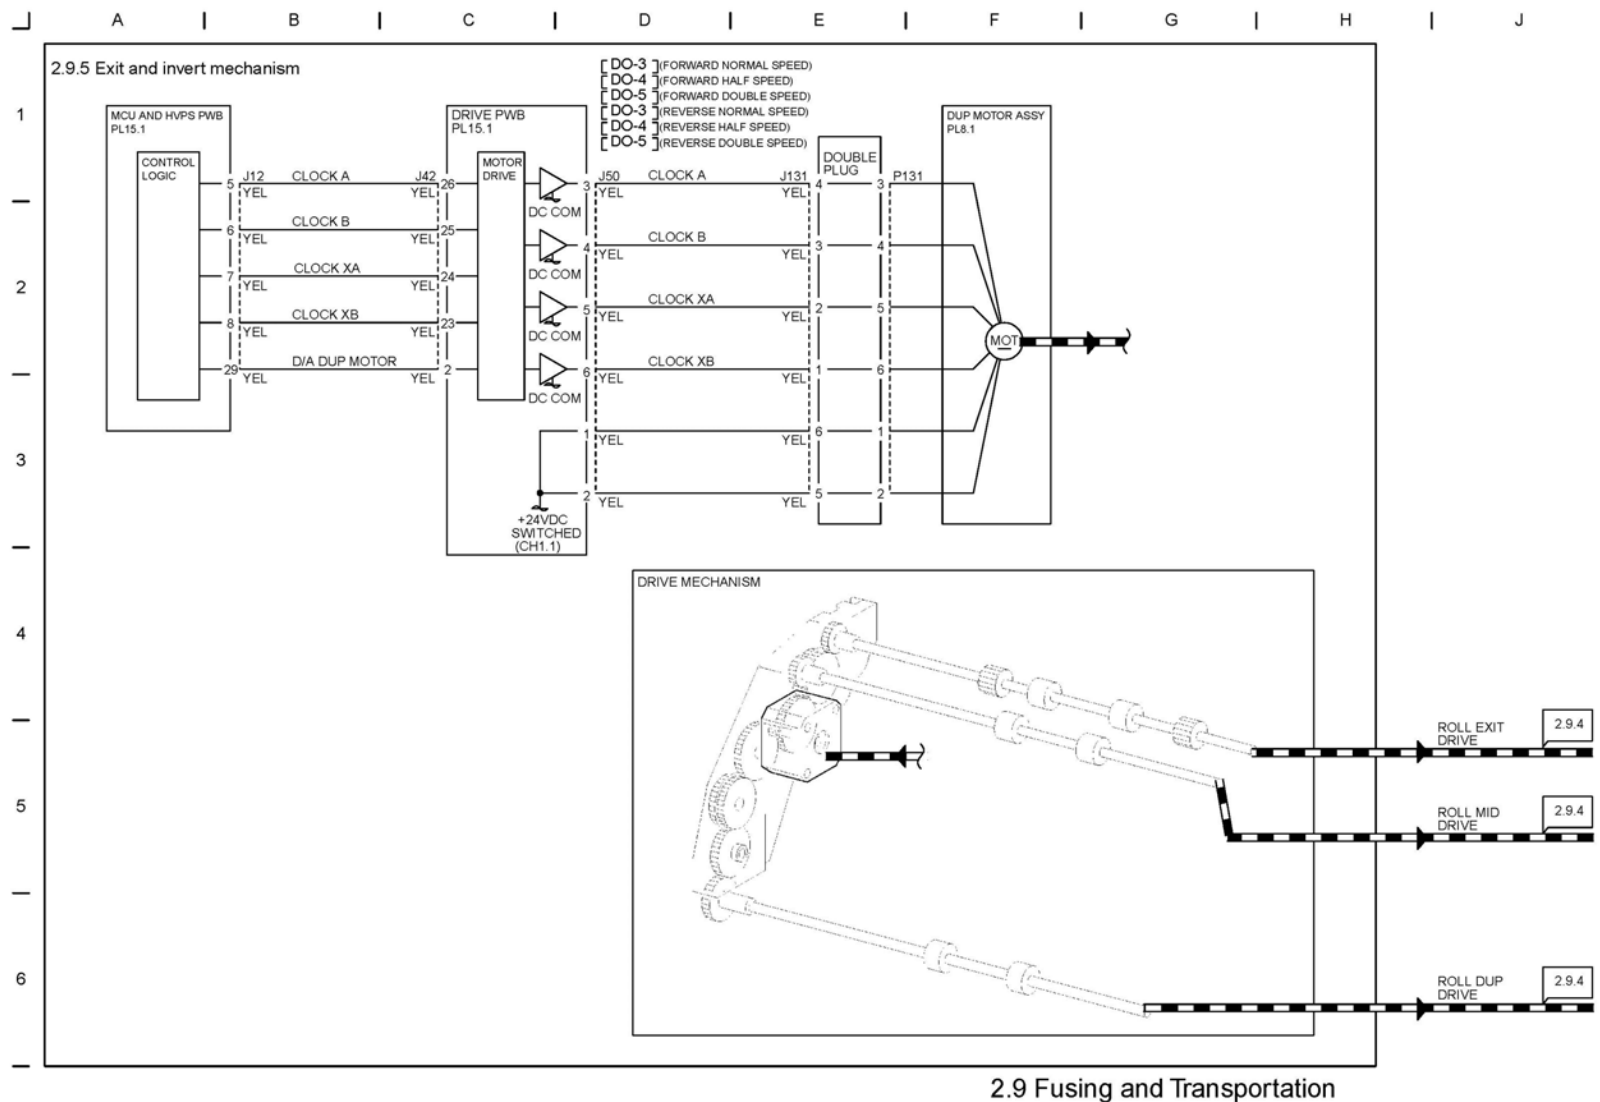 A B C D E F G H J
2.9.5 Exit and invert mechanism
[ DO-3 ](FORWARD NORMAL SPEED)
[ DO-4 ](FORWARD HALF SPEED)
[ DO-5 ](FORWARD DOUBLE SPEED)
[ DO-3 ](REVERSE NORMAL SPEED)
[ DO-4 ](REVERSE HALF SPEED)
[ DO-5 ](REVERSE DOUBLE SPEED)
1
MCU AND HVPS PWB
PL15.1
DRIVE PWB
PL15.1
DUP MOTOR ASSY
PL8.1
CONTROL
LOGIC
MOTOR
DRIVE
DOUBLE
PLUG
5 J12 CLOCK A J42 26 3 J50 CLOCK A J131 4 3 P131
YEL YEL YEL YEL
DC COM
6 CLOCK B 25
YEL YEL
4 CLOCK B 3 4
YEL YEL
DC COM
7 CLOCK XA 24
YEL YEL
2
5 CLOCK XA 2 5
YEL YEL
DC COM
8 CLOCK XB 23
YEL YEL
MOT
29 D/A DUP MOTOR 2
YEL YEL
6 CLOCK XB 1 6
YEL YEL
DC COM
1 6 1
YEL YEL
3
2 5 2
YEL YEL
+24VDC
SWITCHED
(CH1.1)
DRIVE MECHANISM
4
ROLL EXIT
DRIVE
2.9.4
5
ROLL MID
DRIVE
2.9.4
6
ROLL DUP
DRIVE
2.9.4
2.9 Fusing and Transportation